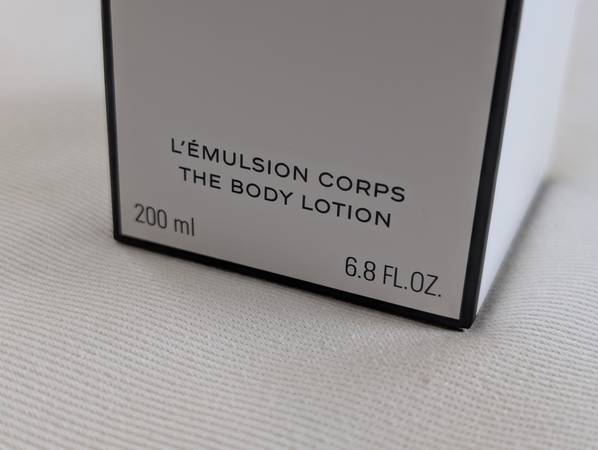 L'ÉMULSION CORPS
THE BODY LOTION
200 ml
6.8 FL.OZ.